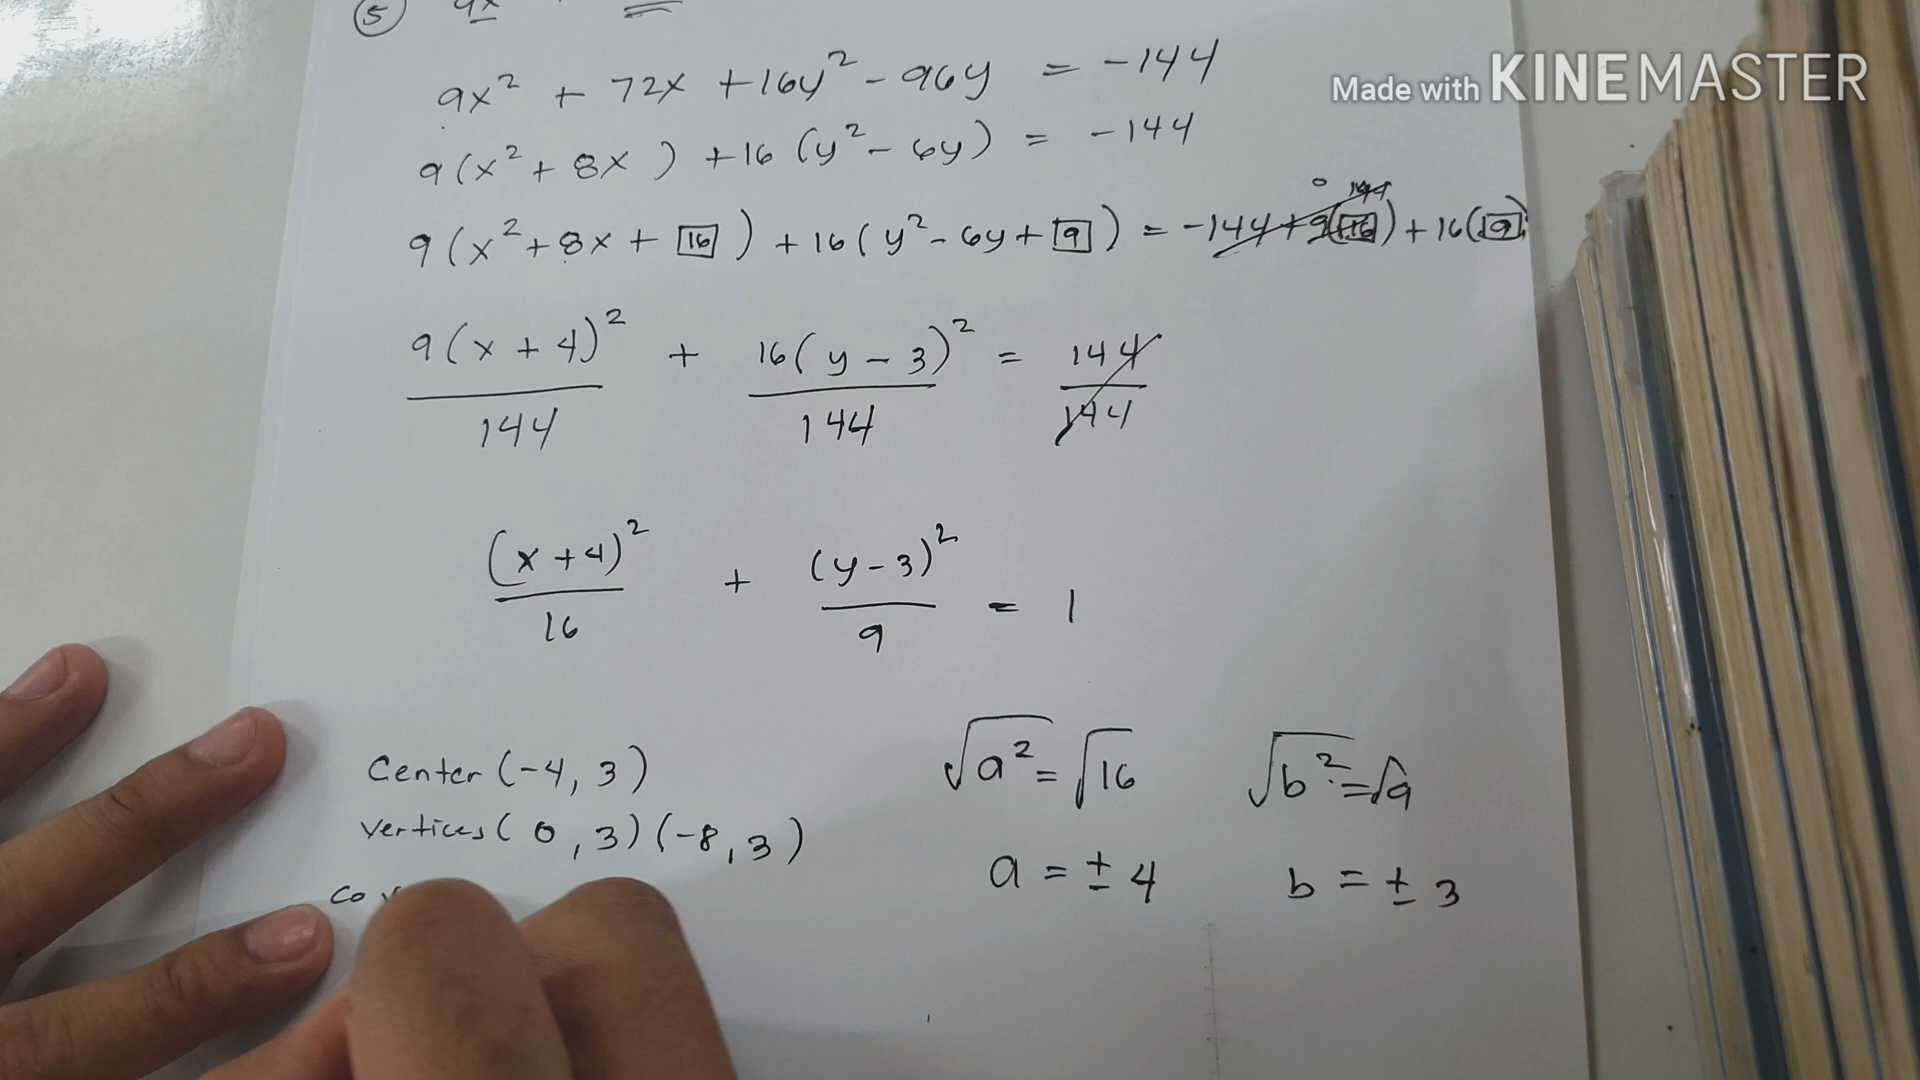 5
9x² + 72x + 16y² - 96y = -144
Made with KINEMASTER
9(x² + 8x ) + 16 (y² - 6y) = -144
0 144
9(x² + 8x + 16) + 16(y² - 6y + 9) = -144 + 9(16) + 16(9)
9(x + 4)² / 144 + 16(y - 3)² / 144 = 144 / 144
(x + 4)² / 16 + (y - 3)² / 9 = 1
√a² = √16 √b² = √9
Center (-4, 3)
Vertices (0, 3) (-8, 3)
a = ± 4 b = ± 3